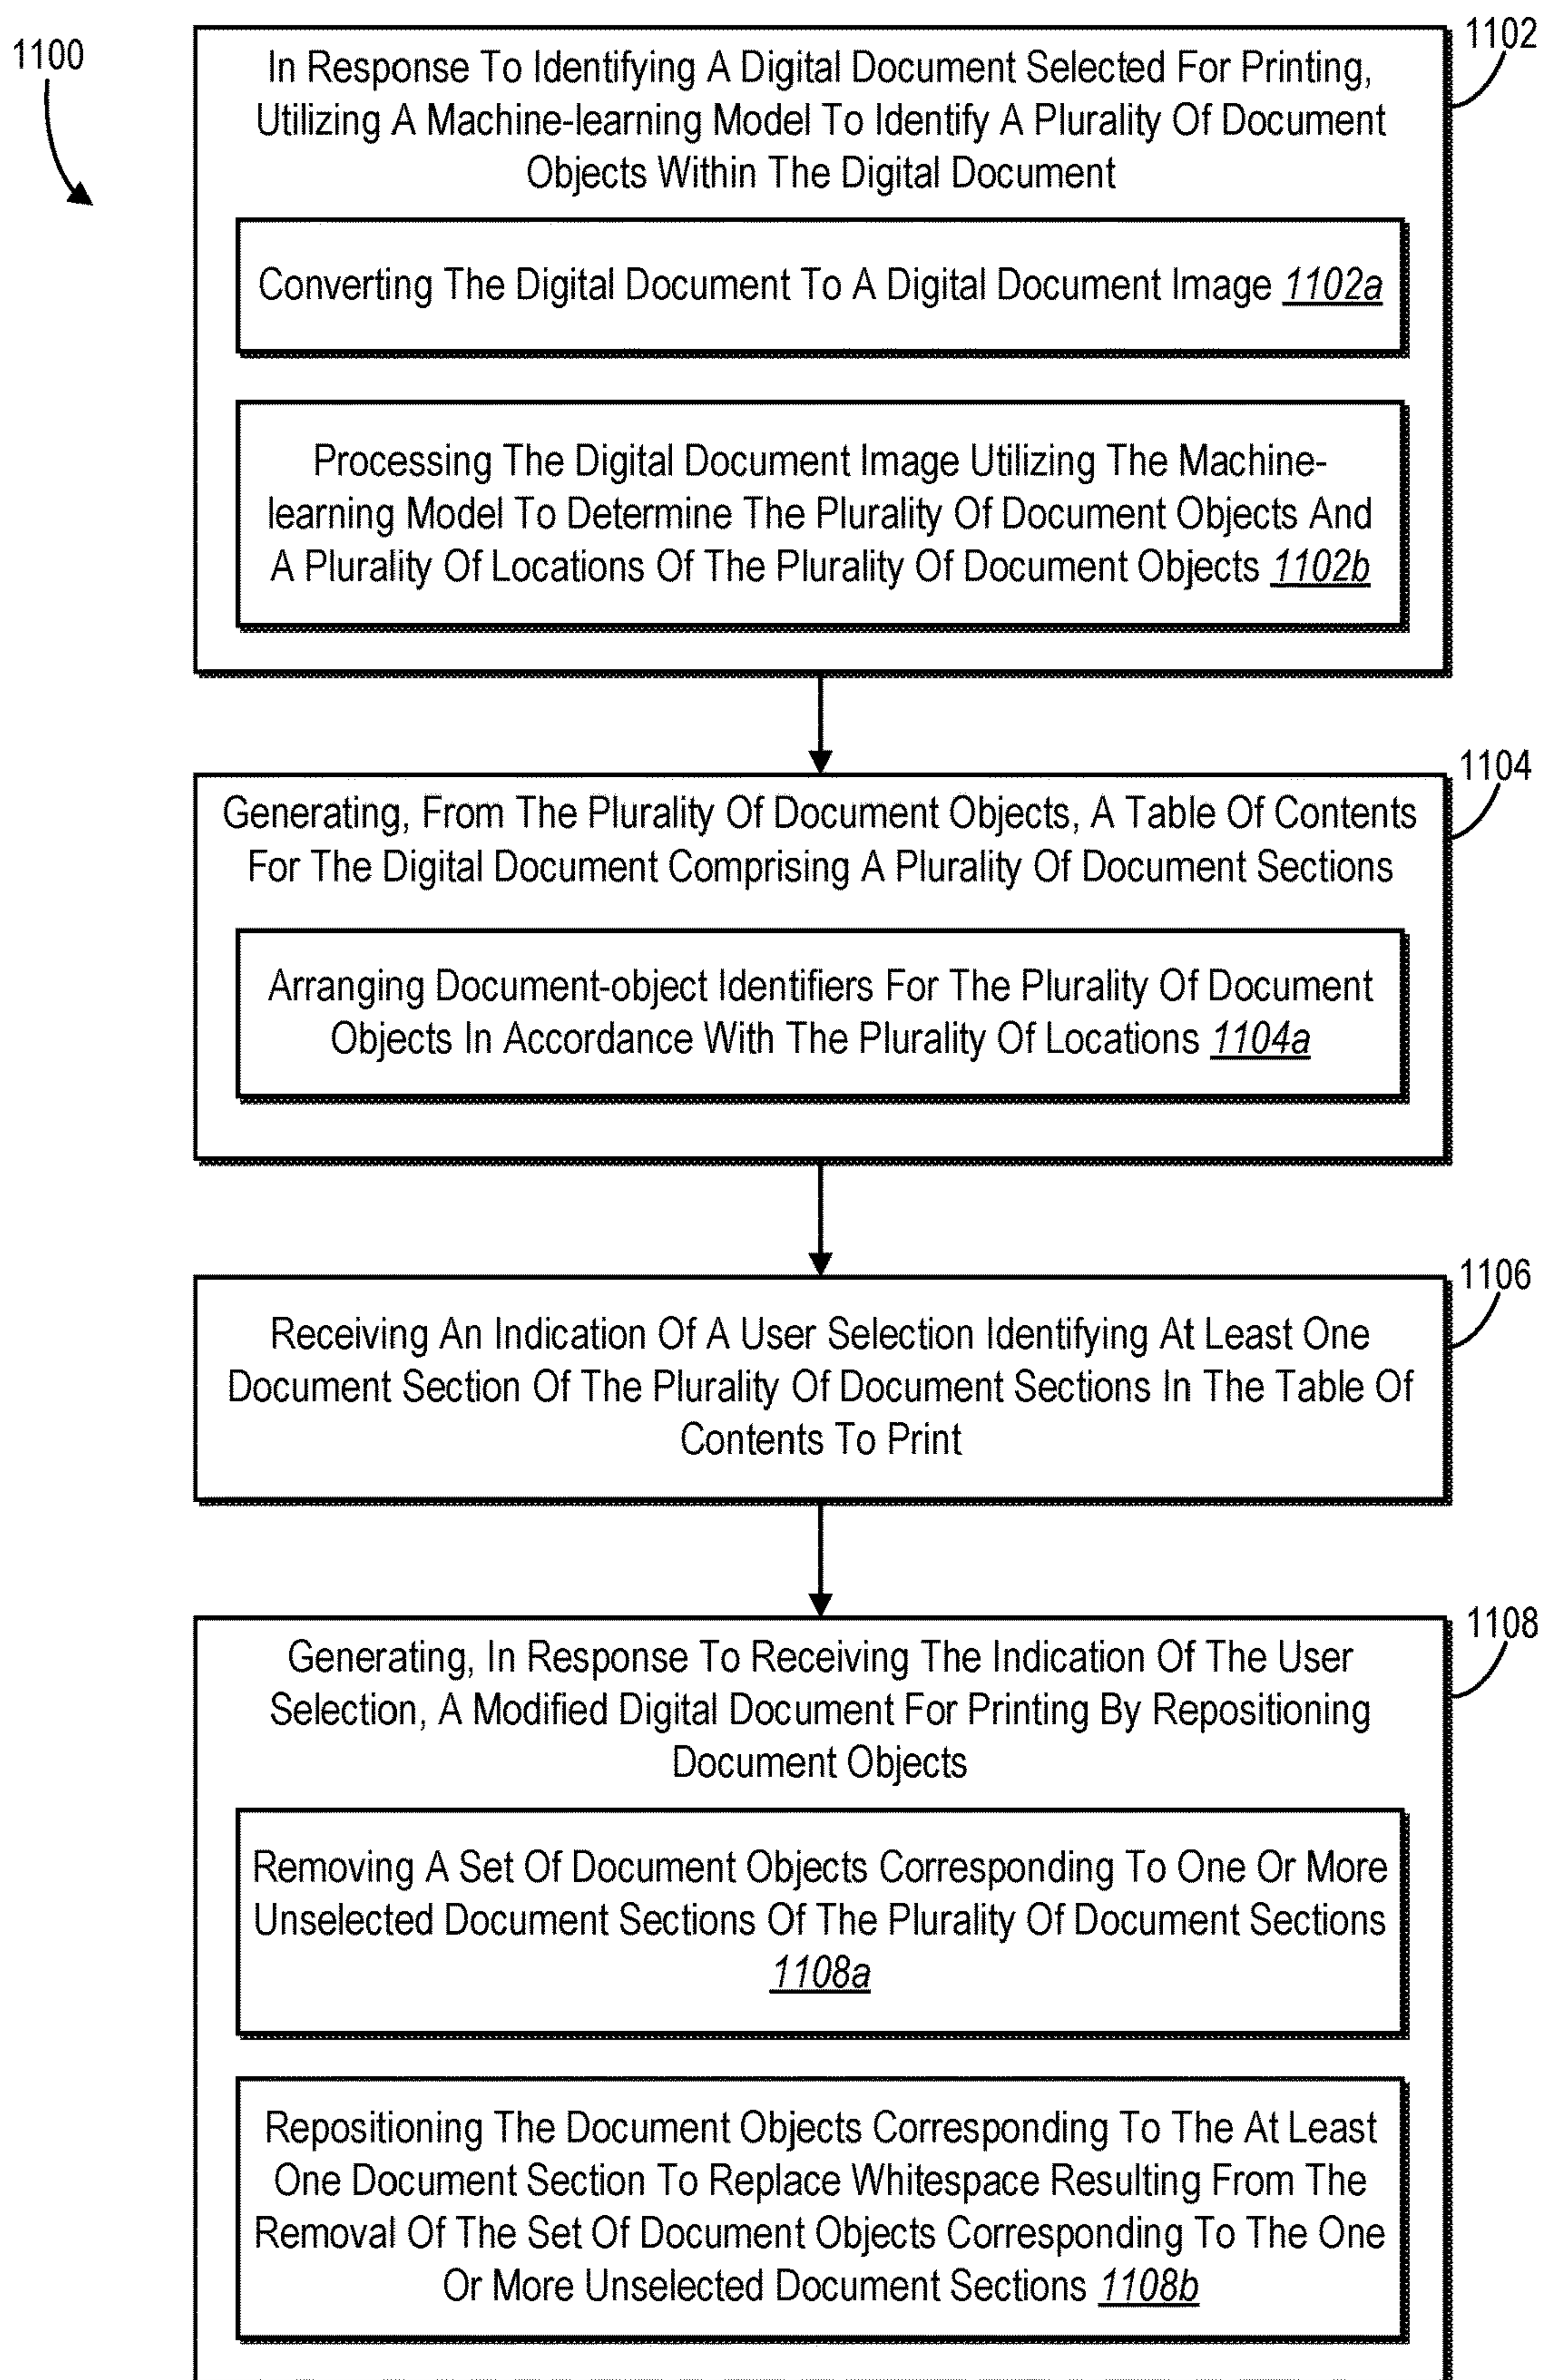 1100
1102
In Response To Identifying A Digital Document Selected For Printing,
Utilizing A Machine-learning Model To Identify A Plurality Of Document
Objects Within The Digital Document
Converting The Digital Document To A Digital Document Image 1102a
Processing The Digital Document Image Utilizing The Machine-
learning Model To Determine The Plurality Of Document Objects And
A Plurality Of Locations Of The Plurality Of Document Objects 1102b
1104
Generating, From The Plurality Of Document Objects, A Table Of Contents
For The Digital Document Comprising A Plurality Of Document Sections
Arranging Document-object Identifiers For The Plurality Of Document
Objects In Accordance With The Plurality Of Locations 1104a
1106
Receiving An Indication Of A User Selection Identifying At Least One
Document Section Of The Plurality Of Document Sections In The Table Of
Contents To Print
1108
Generating, In Response To Receiving The Indication Of The User
Selection, A Modified Digital Document For Printing By Repositioning
Document Objects
Removing A Set Of Document Objects Corresponding To One Or More
Unselected Document Sections Of The Plurality Of Document Sections
1108a
Repositioning The Document Objects Corresponding To The At Least
One Document Section To Replace Whitespace Resulting From The
Removal Of The Set Of Document Objects Corresponding To The One
Or More Unselected Document Sections 1108b